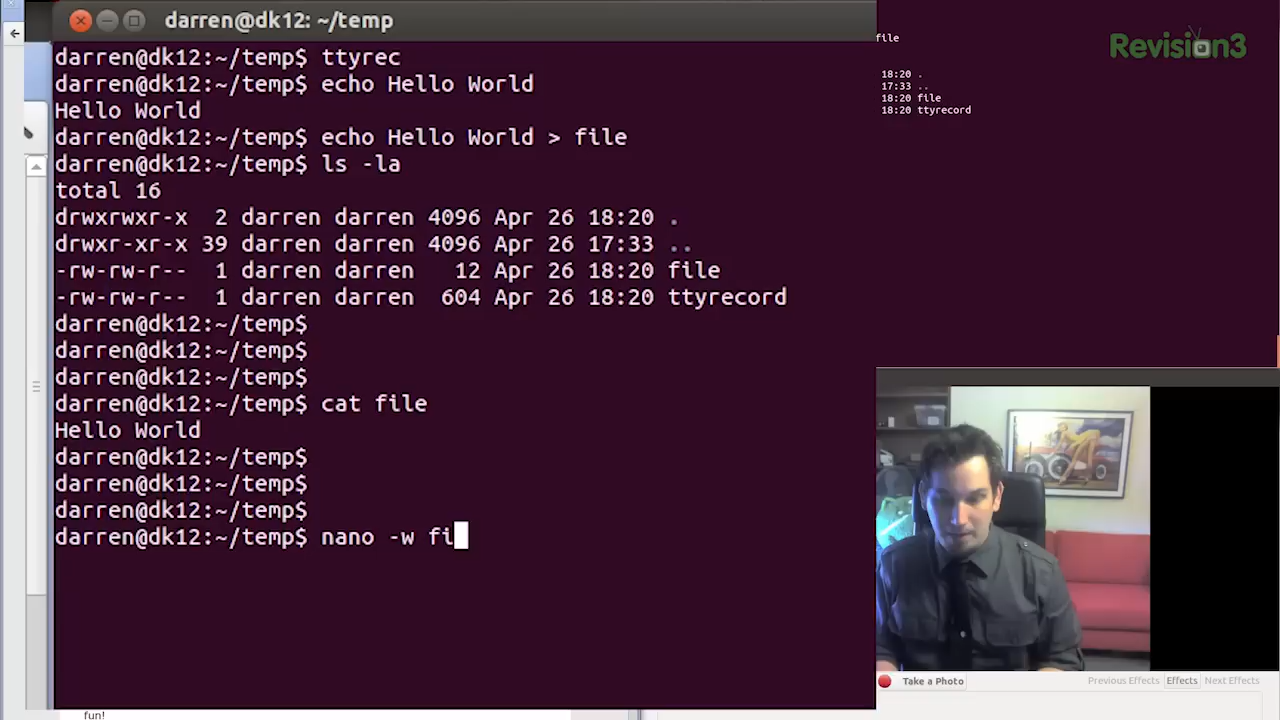 darren@dk12: ~/temp
darren@dk12:~/temp$ ttyrec
darren@dk12:~/temp$ echo Hello World
Hello World
darren@dk12:~/temp$ echo Hello World > file
darren@dk12:~/temp$ ls -la
total 16
drwxrwxr-x  2 darren darren 4096 Apr 26 18:20 .
drwxr-xr-x 39 darren darren 4096 Apr 26 17:33 ..
-rw-rw-r--  1 darren darren   12 Apr 26 18:20 file
-rw-rw-r--  1 darren darren  604 Apr 26 18:20 ttyrecord
darren@dk12:~/temp$
darren@dk12:~/temp$
darren@dk12:~/temp$
darren@dk12:~/temp$ cat file
Hello World
darren@dk12:~/temp$
darren@dk12:~/temp$
darren@dk12:~/temp$
darren@dk12:~/temp$ nano -w fi
file
18:20 .
17:33 ..
18:20 file
18:20 ttyrecord
Revision3
Take a Photo
Previous Effects
Effects
Next Effects
fun!